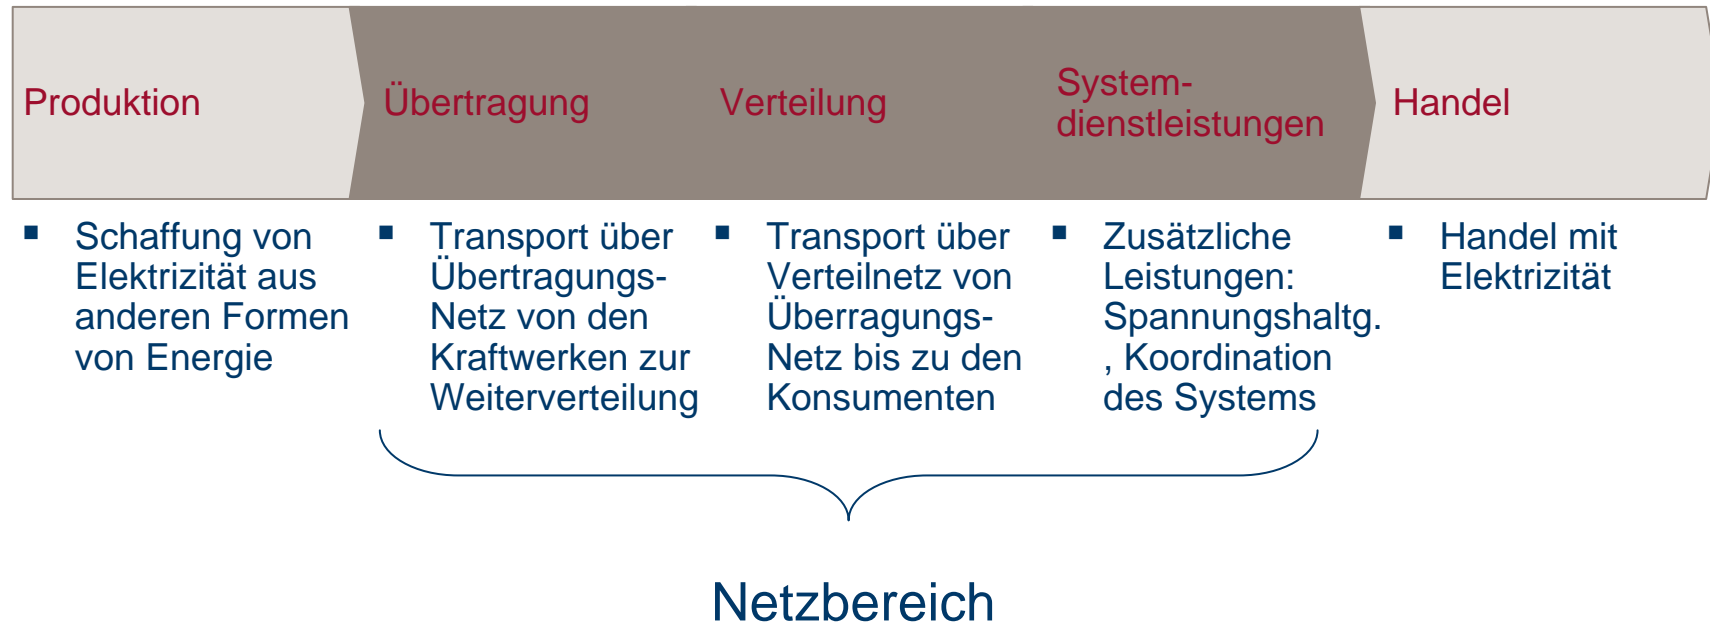 Produktion
Übertragung
Verteilung
System-
dienstleistungen
Handel
▪ Schaffung von
Elektrizität aus
anderen Formen
von Energie
▪ Transport über
Übertragungs-
Netz von den
Kraftwerken zur
Weiterverteilung
▪ Transport über
Verteilnetz von
Überragungs-
Netz bis zu den
Konsumenten
▪ Zusätzliche
Leistungen:
Spannungshaltg.
, Koordination
des Systems
▪ Handel mit
Elektrizität
Netzbereich